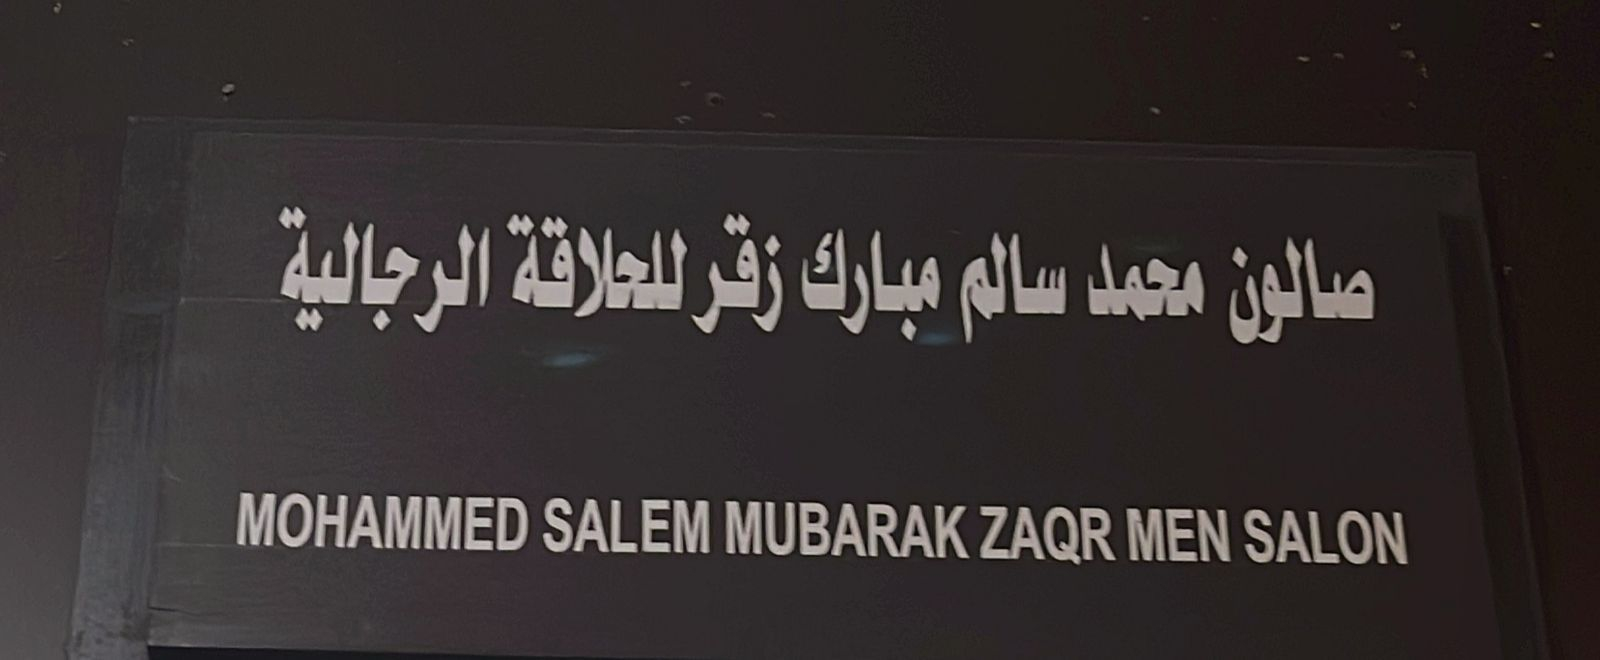 صالون محمد سالم مبارك زقر للحلاقة الرجالية
MOHAMMED SALEM MUBARAK ZAQR MEN SALON